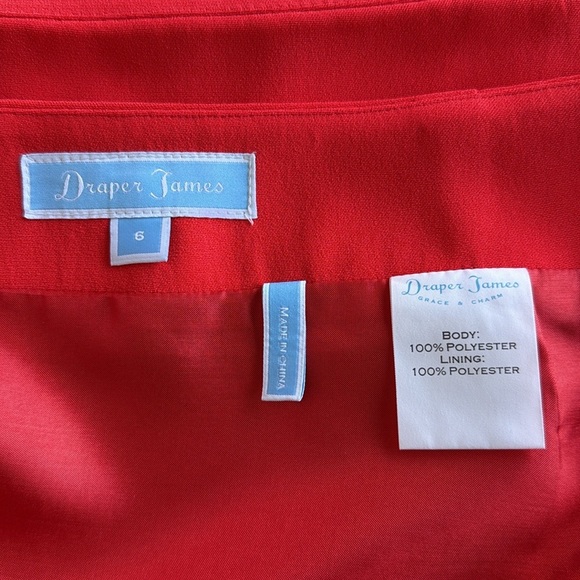 Draper James
6
MADE IN CHINA
Draper James
GRACE & CHARM
BODY:
100% POLYESTER
LINING:
100% POLYESTER